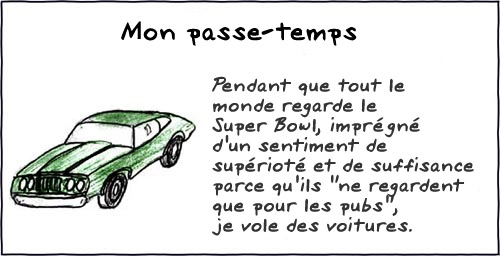 Mon passe-temps
Pendant que tout le
monde regarde le
Super Bowl, imprégné
d'un sentiment de
supérioté et de suffisance
parce qu'ils "ne regardent
que pour les pubs",
je vole des voitures.